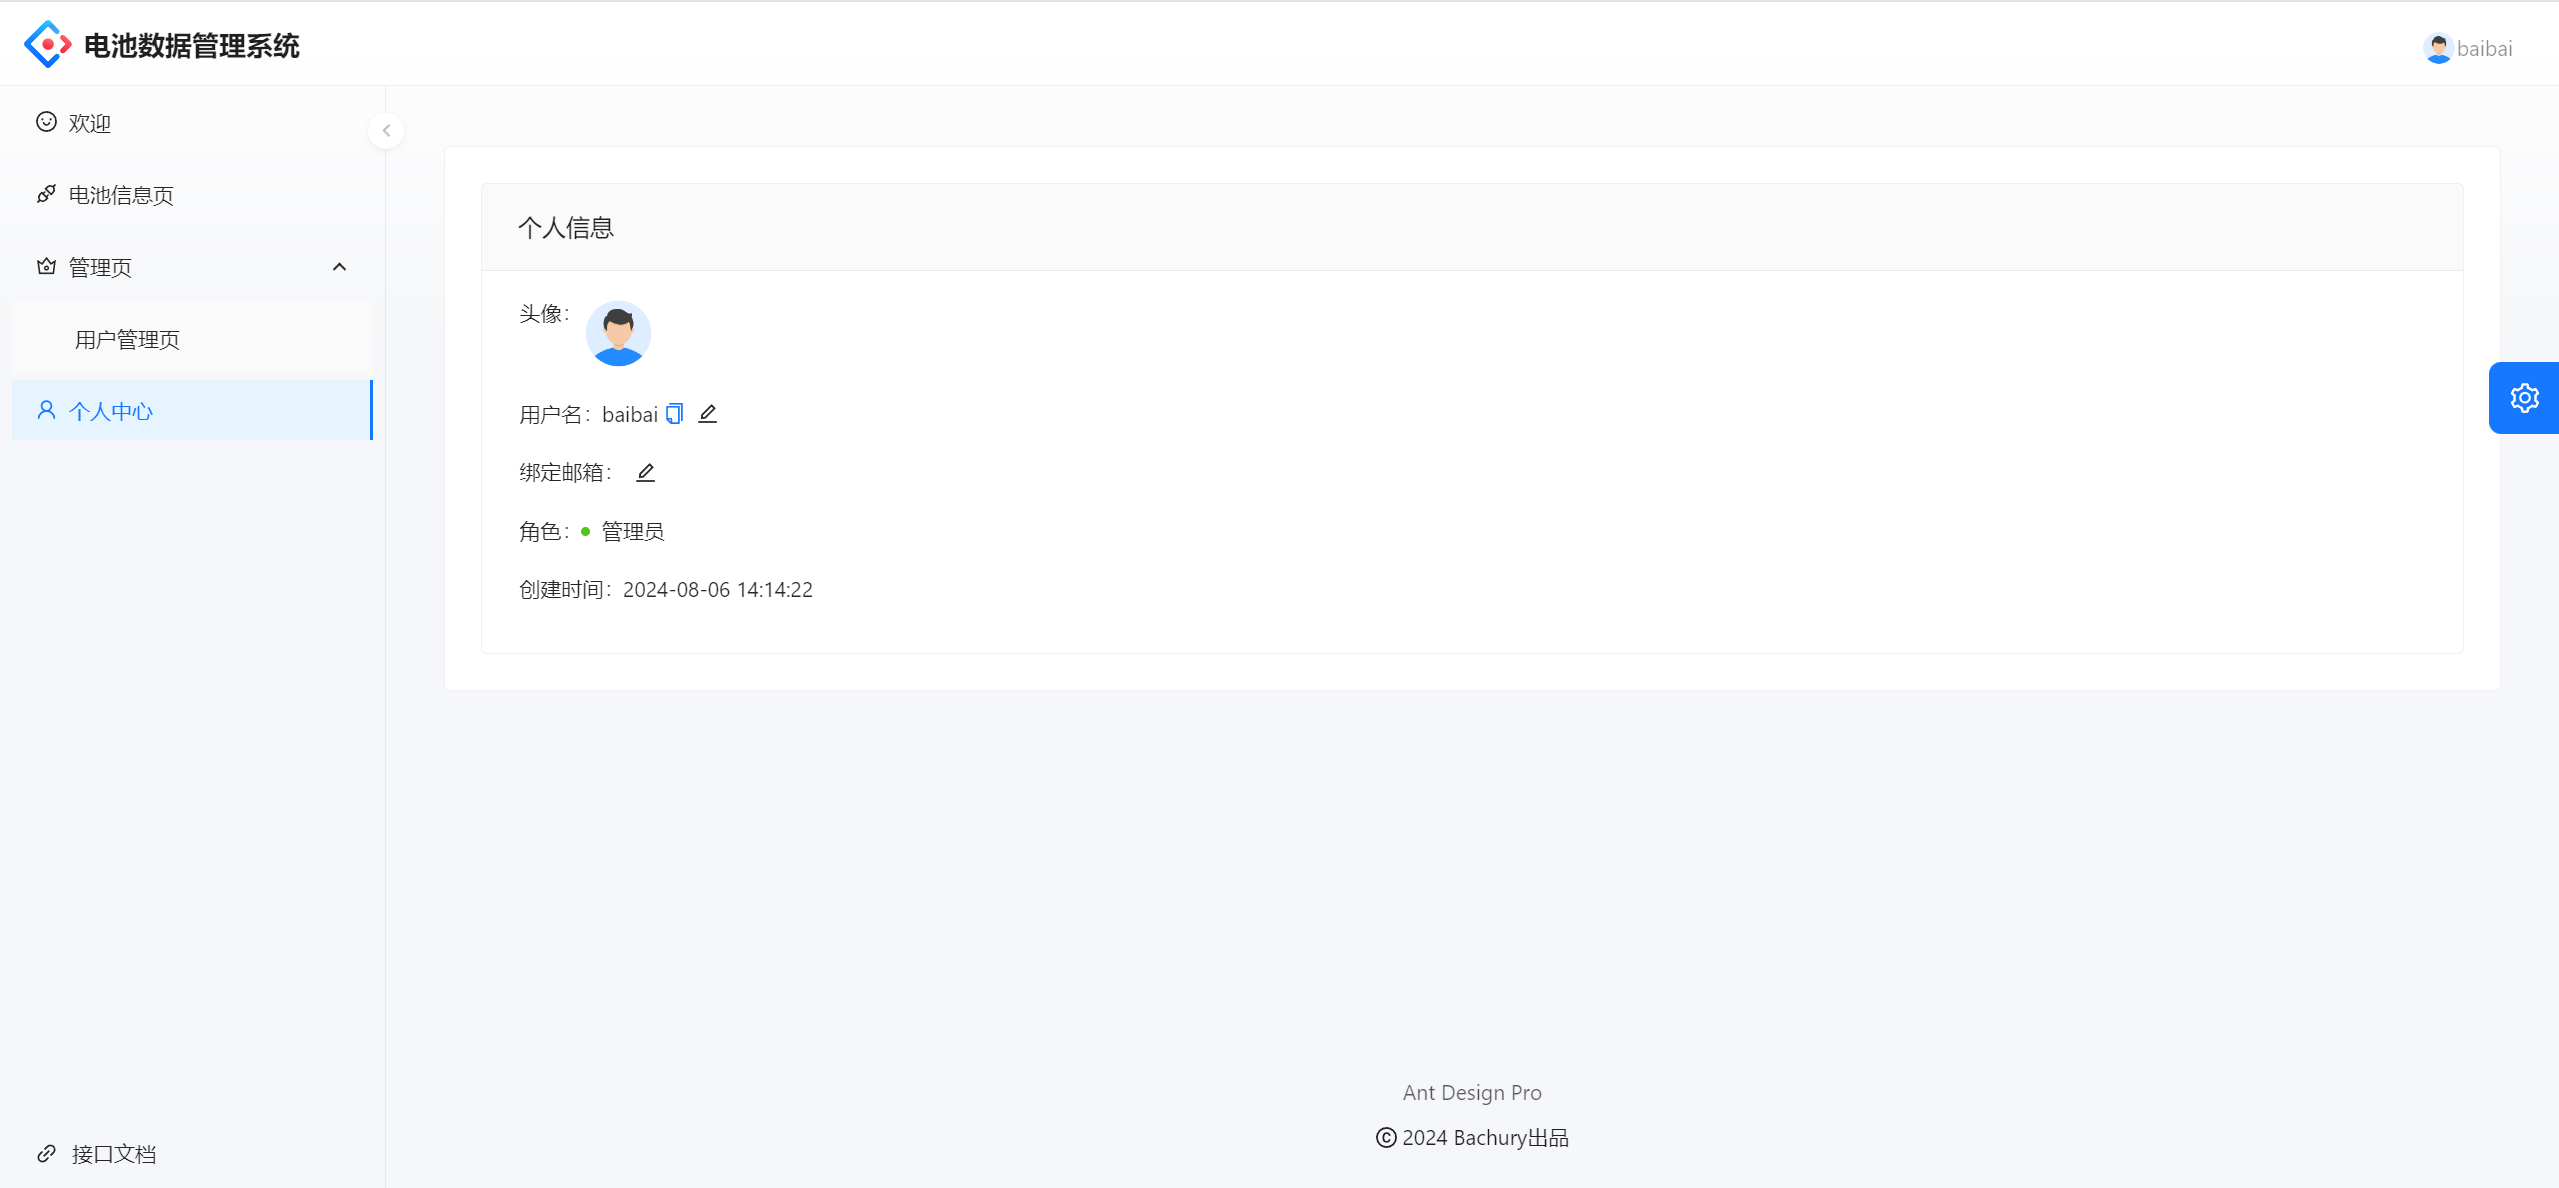 电池数据管理系统
baibai
欢迎
电池信息页
管理页
用户管理页
个人中心
接口文档
个人信息
头像：
用户名：baibai
绑定邮箱：
角色：管理员
创建时间：2024-08-06 14:14:22
Ant Design Pro
© 2024 Bachury出品